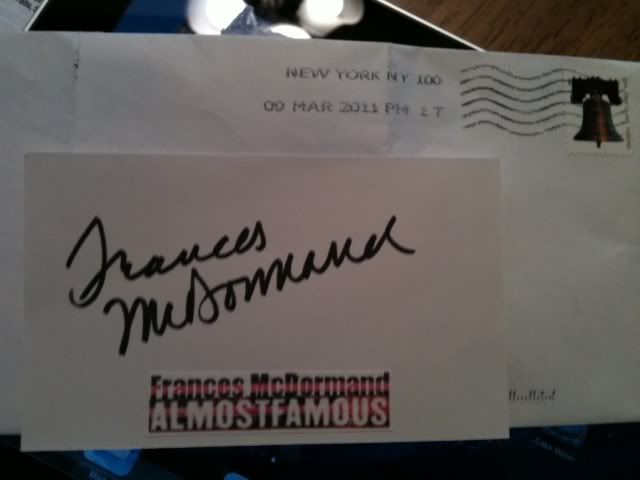 NEW YORK NY 100
09 MAR 2011 PM 1 T
Frances
McDormand
Frances McDormand
ALMOSTFAMOUS